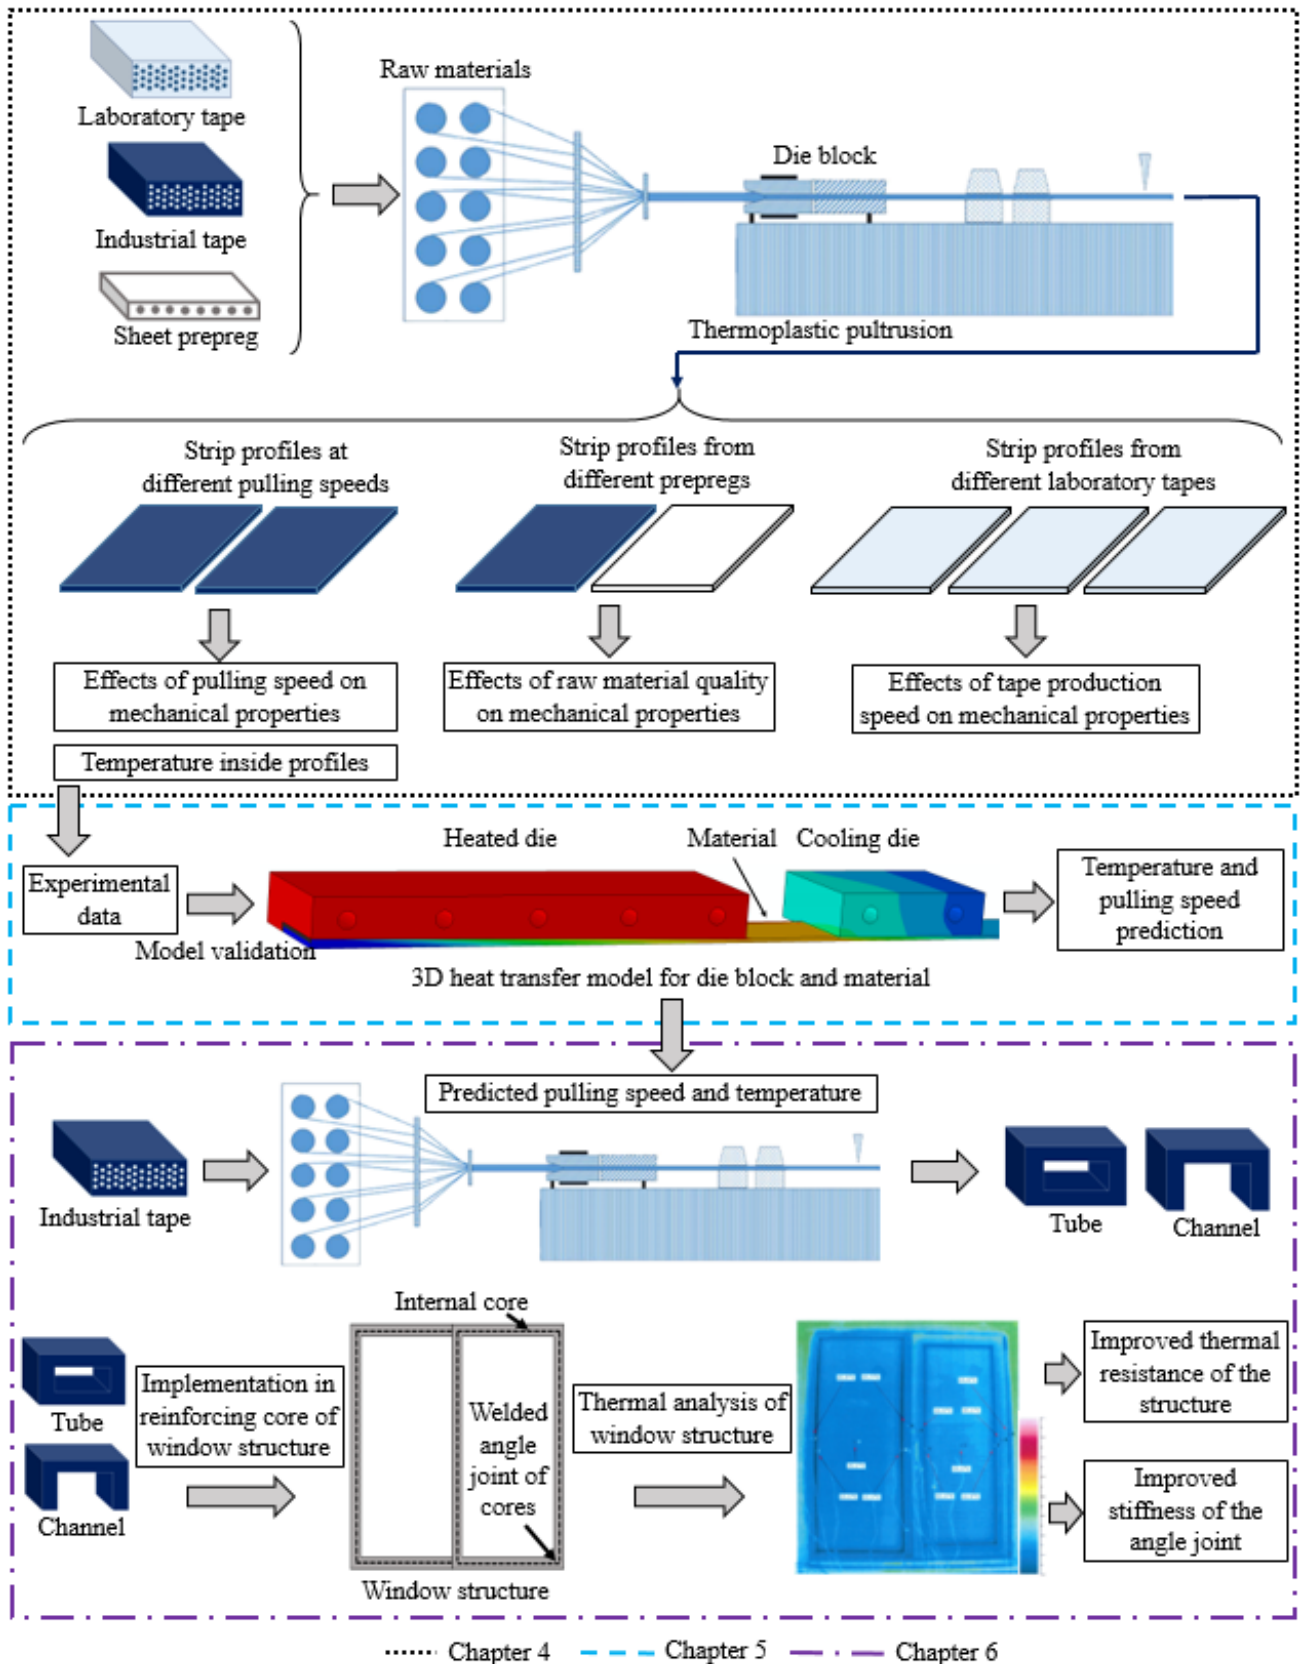 Laboratory tape
Industrial tape
Sheet prepreg
Raw materials
Die block
Thermoplastic pultrusion
Strip profiles at
different pulling speeds
Strip profiles from
different prepregs
Strip profiles from
different laboratory tapes
Effects of pulling speed on
mechanical properties
Effects of raw material quality
on mechanical properties
Effects of tape production
speed on mechanical properties
Temperature inside profiles
Experimental
data
Model validation
Heated die
Material
Cooling die
3D heat transfer model for die block and material
Temperature and
pulling speed
prediction
Predicted pulling speed and temperature
Industrial tape
Tube
Channel
Tube
Channel
Implementation in
reinforcing core of
window structure
Internal core
Welded
angle
joint of
cores
Window structure
Thermal analysis of
window structure
Improved thermal
resistance of the
structure
Improved
stiffness of the
angle joint
Chapter 4
Chapter 5
Chapter 6